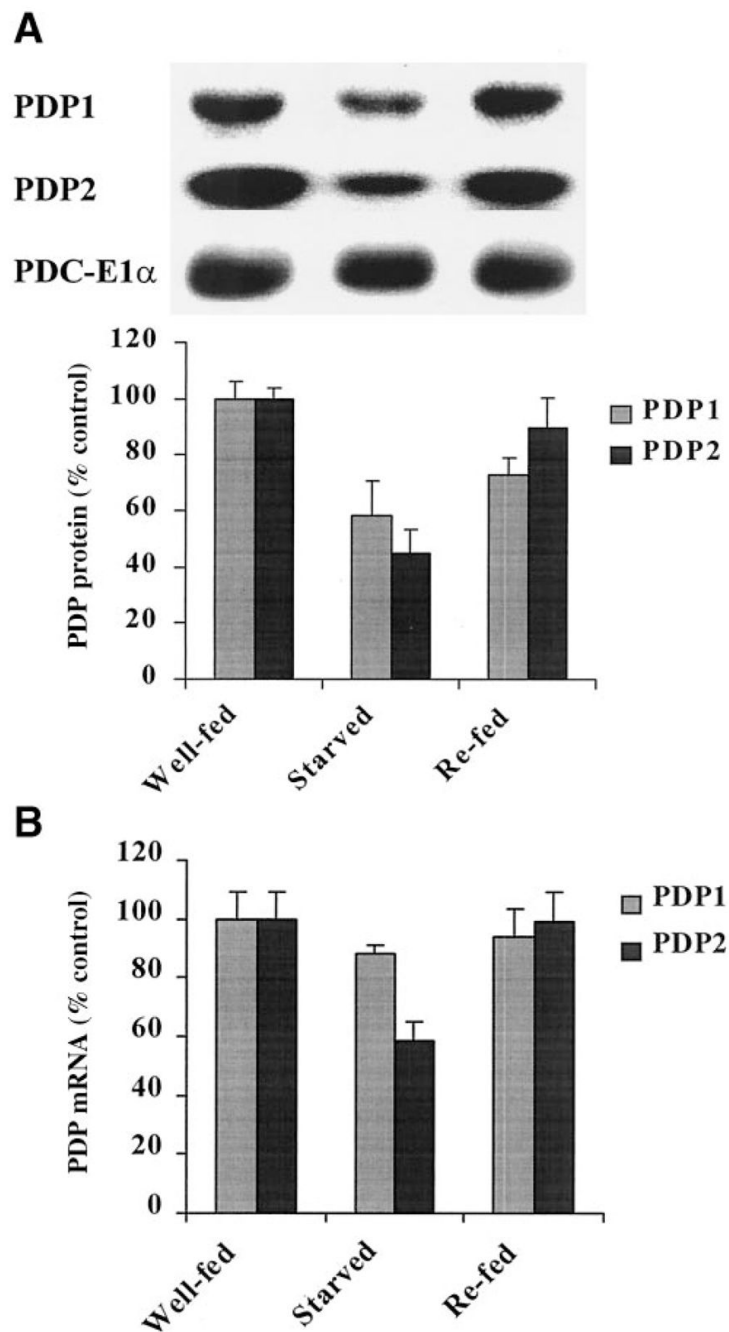 A
PDP1
PDP2
PDC-E1α
PDP protein (% control)
120
100
80
60
40
20
0
Well-fed
Starved
Re-fed
PDP1
PDP2
B
PDP mRNA (% control)
120
100
80
60
40
20
0
Well-fed
Starved
Re-fed
PDP1
PDP2